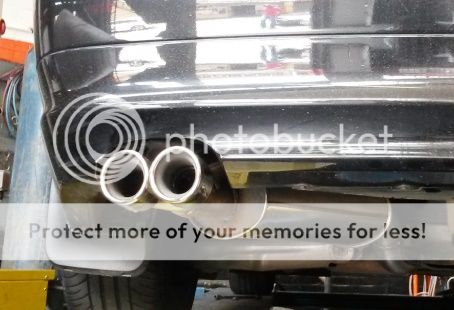 photobucket
Protect more of your memories for less!